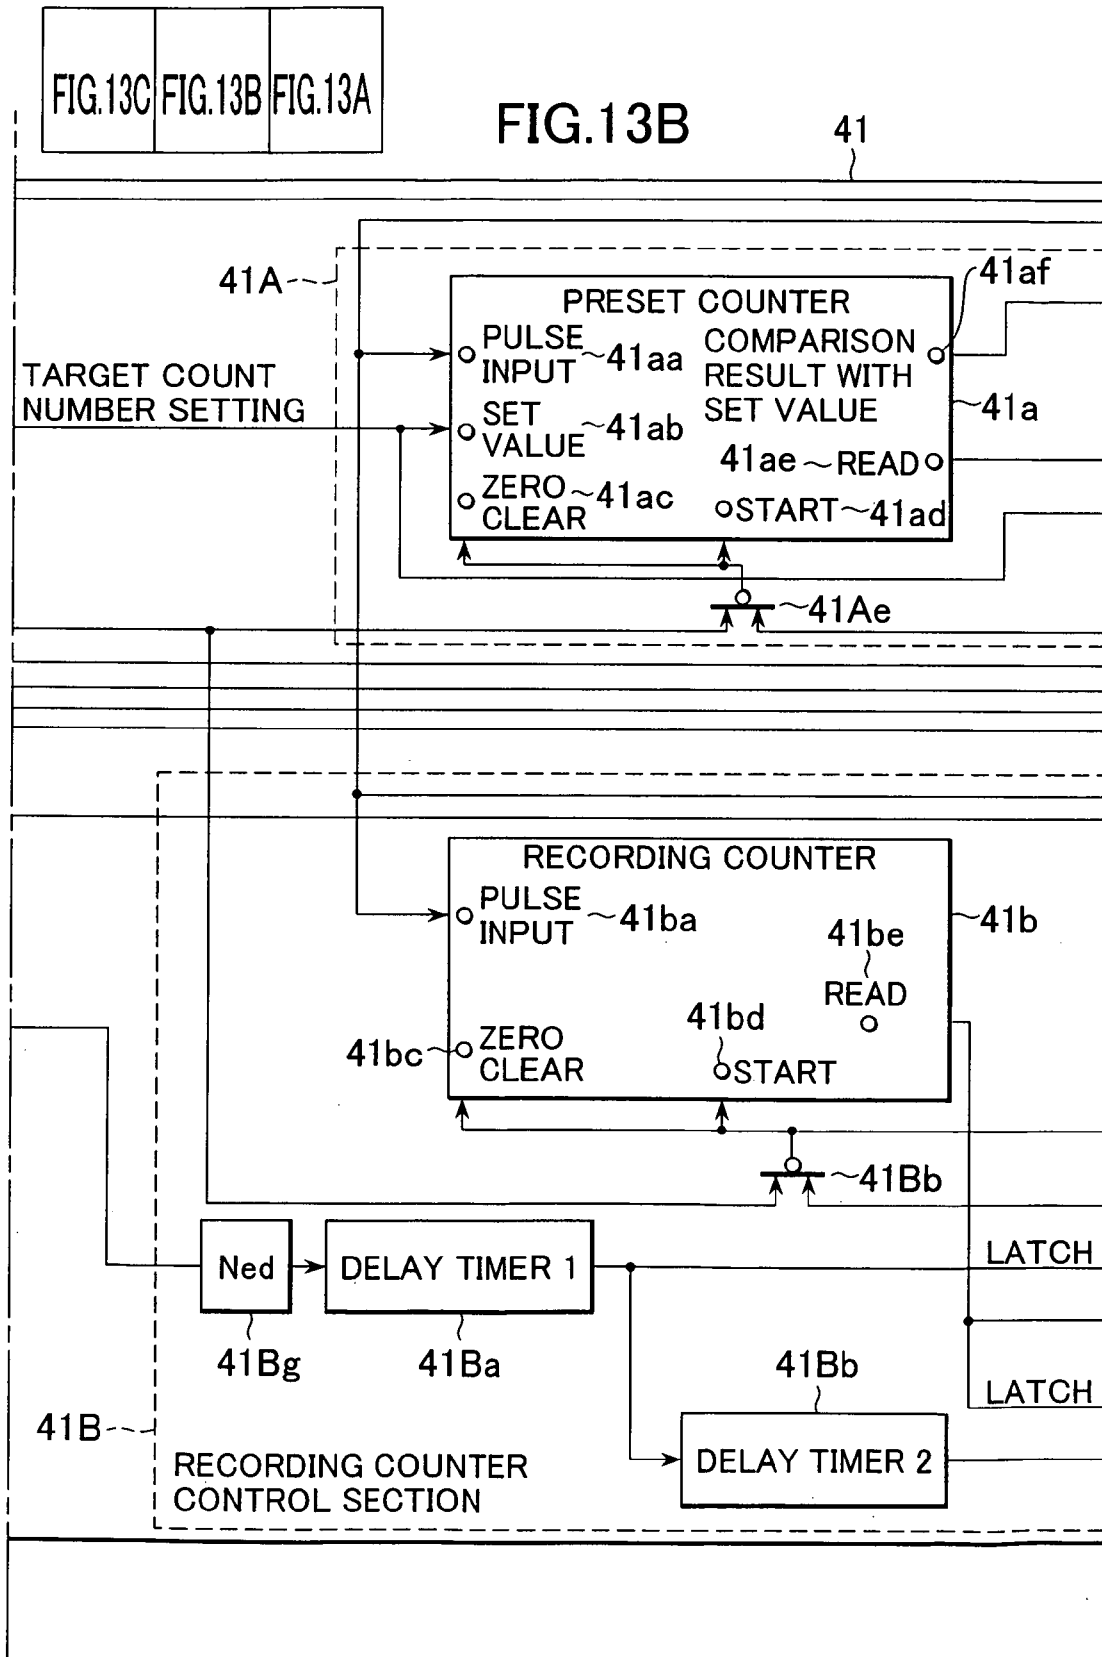 FIG.13C FIG.13B FIG.13A
FIG.13B
41
41A
PRESET COUNTER
41af
PULSE
INPUT
41aa
COMPARISON
RESULT WITH
SET VALUE
41a
TARGET COUNT
NUMBER SETTING
SET
VALUE
41ab
41ae
READ
ZERO
CLEAR
41ac
START
41ad
41Ae
RECORDING COUNTER
PULSE
INPUT
41ba
41b
41be
READ
41bd
41bc
ZERO
CLEAR
START
41Bb
Ned
DELAY TIMER 1
LATCH
41Bg
41Ba
41Bb
LATCH
41B
DELAY TIMER 2
RECORDING COUNTER
CONTROL SECTION